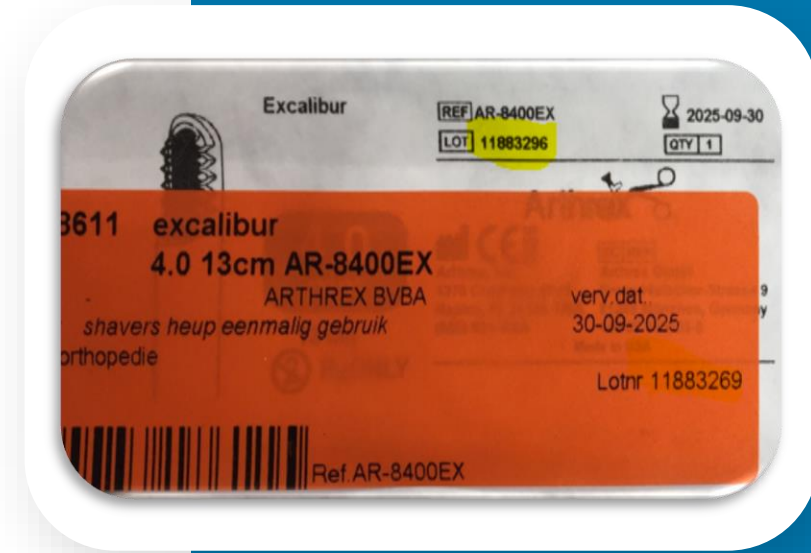 Excalibur
REF AR-8400EX
2025-09-30
LOT 11883296
QTY 1
Arthrex
3611 excalibur
4.0 13cm AR-8400EX
ARTHREX BVBA
verv.dat.
shavers heup eenmalig gebruik
30-09-2025
orthopedie
Lotnr 11883269
Ref.AR-8400EX